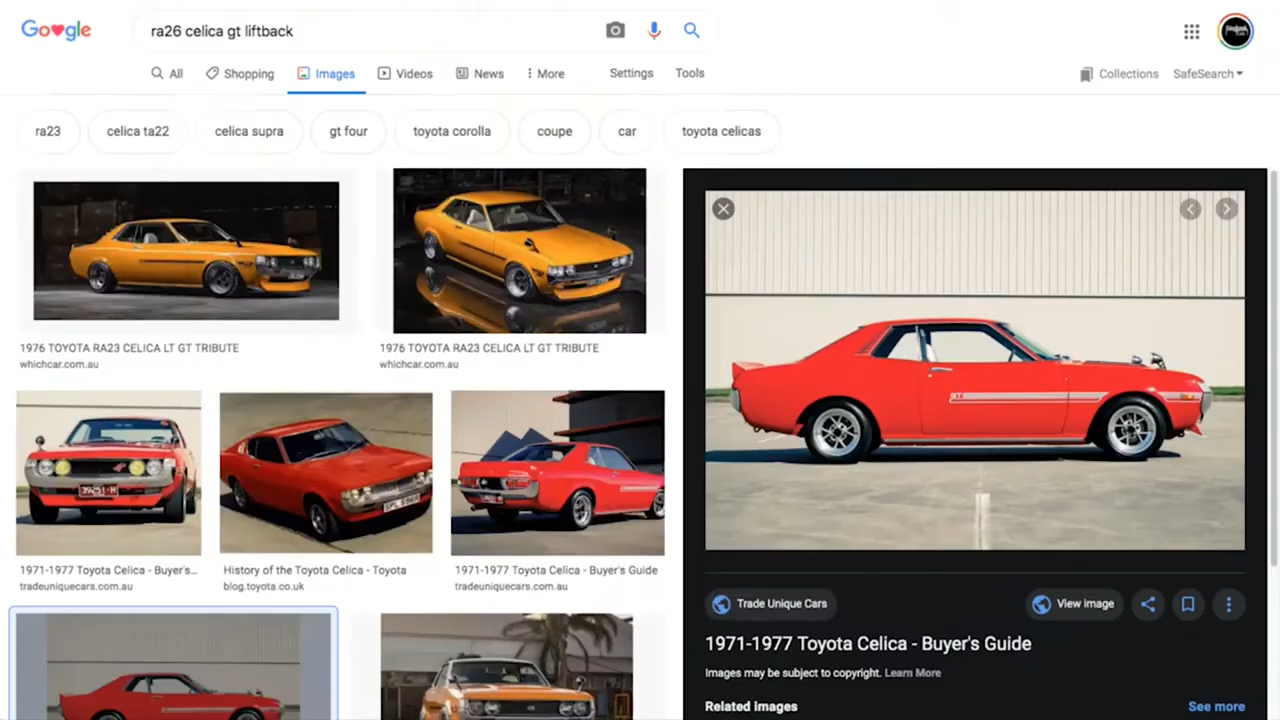 Google
ra26 celica gt liftback
All
Shopping
Images
Videos
News
More
Settings
Tools
Collections
SafeSearch
ra23
celica ta22
celica supra
gt four
toyota corolla
coupe
car
toyota celicas
1976 TOYOTA RA23 CELICA LT GT TRIBUTE
whichcar.com.au
1976 TOYOTA RA23 CELICA LT GT TRIBUTE
whichcar.com.au
39251-H
1971-1977 Toyota Celica - Buyer's...
tradeuniquecars.com.au
History of the Toyota Celica - Toyota
blog.toyota.co.uk
1971-1977 Toyota Celica - Buyer's Guide
tradeuniquecars.com.au
GT
Trade Unique Cars
View image
1971-1977 Toyota Celica - Buyer's Guide
Images may be subject to copyright. Learn More
Related images
See more